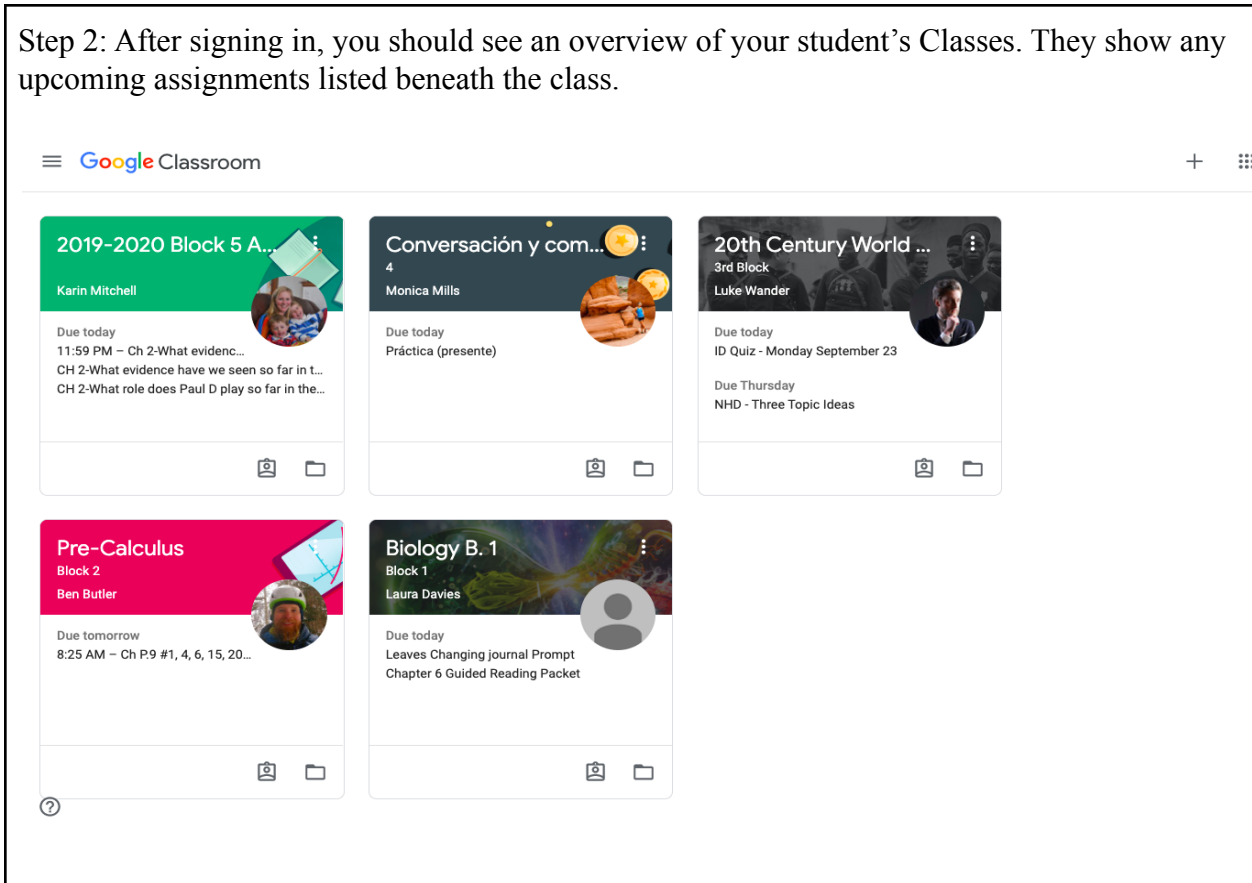 Step 2: After signing in, you should see an overview of your student’s Classes. They show any
upcoming assignments listed beneath the class.
Google Classroom
2019-2020 Block 5 A...
Karin Mitchell
Due today
11:59 PM – Ch 2-What evidenc...
CH 2-What evidence have we seen so far in t...
CH 2-What role does Paul D play so far in the...
Conversación y com...
4
Monica Mills
Due today
Práctica (presente)
20th Century World ...
3rd Block
Luke Wander
Due today
ID Quiz - Monday September 23
Due Thursday
NHD - Three Topic Ideas
Pre-Calculus
Block 2
Ben Butler
Due tomorrow
8:25 AM – Ch P.9 #1, 4, 6, 15, 20...
Biology B. 1
Block 1
Laura Davies
Due today
Leaves Changing journal Prompt
Chapter 6 Guided Reading Packet